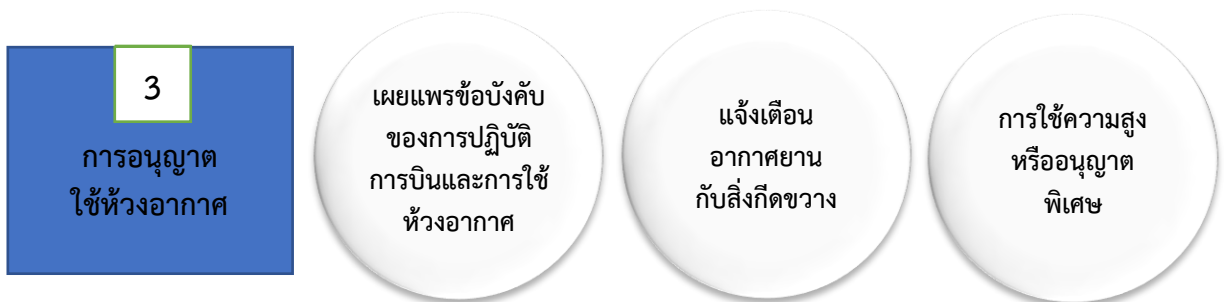 3
การอนุญาต
ใช้ห้วงอากาศ
เผยแพรข้อบังคับ
ของการปฏิบัติ
การบินและการใช้
ห้วงอากาศ
แจ้งเตือน
อากาศยาน
กับสิ่งกีดขวาง
การใช้ความสูง
หรืออนุญาต
พิเศษ